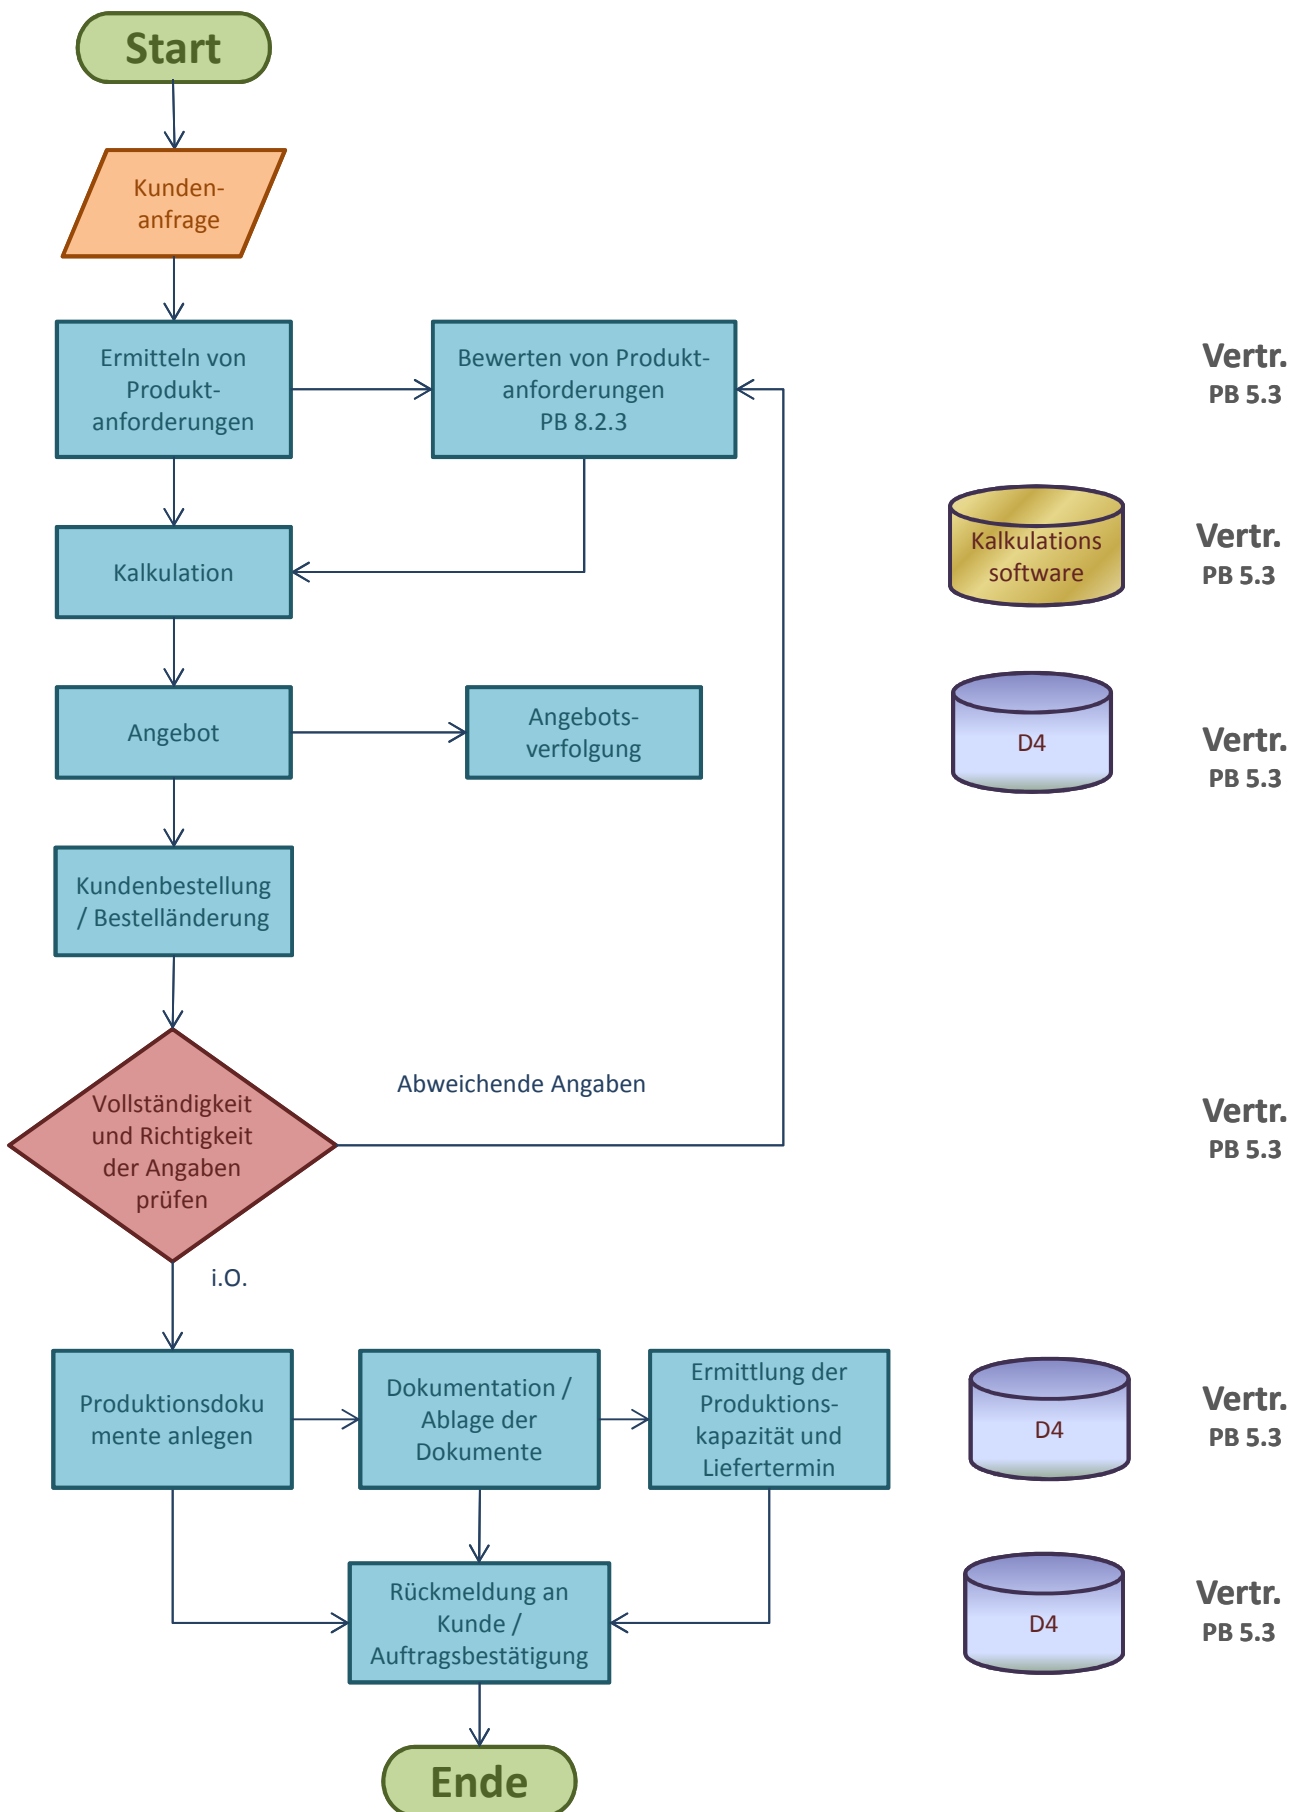 Start
Kunden-
anfrage
Ermitteln von
Produkt-
anforderungen
Bewerten von Produkt-
anforderungen
PB 8.2.3
Vertr.
PB 5.3
Kalkulation
Kalkulations
software
Vertr.
PB 5.3
Angebot
Angebots-
verfolgung
D4
Vertr.
PB 5.3
Kundenbestellung
/ Bestelländerung
Vollständigkeit
und Richtigkeit
der Angaben
prüfen
Abweichende Angaben
Vertr.
PB 5.3
i.O.
Produktionsdoku
mente anlegen
Dokumentation /
Ablage der
Dokumente
Ermittlung der
Produktions-
kapazität und
Liefertermin
D4
Vertr.
PB 5.3
Rückmeldung an
Kunde /
Auftragsbestätigung
D4
Vertr.
PB 5.3
Ende